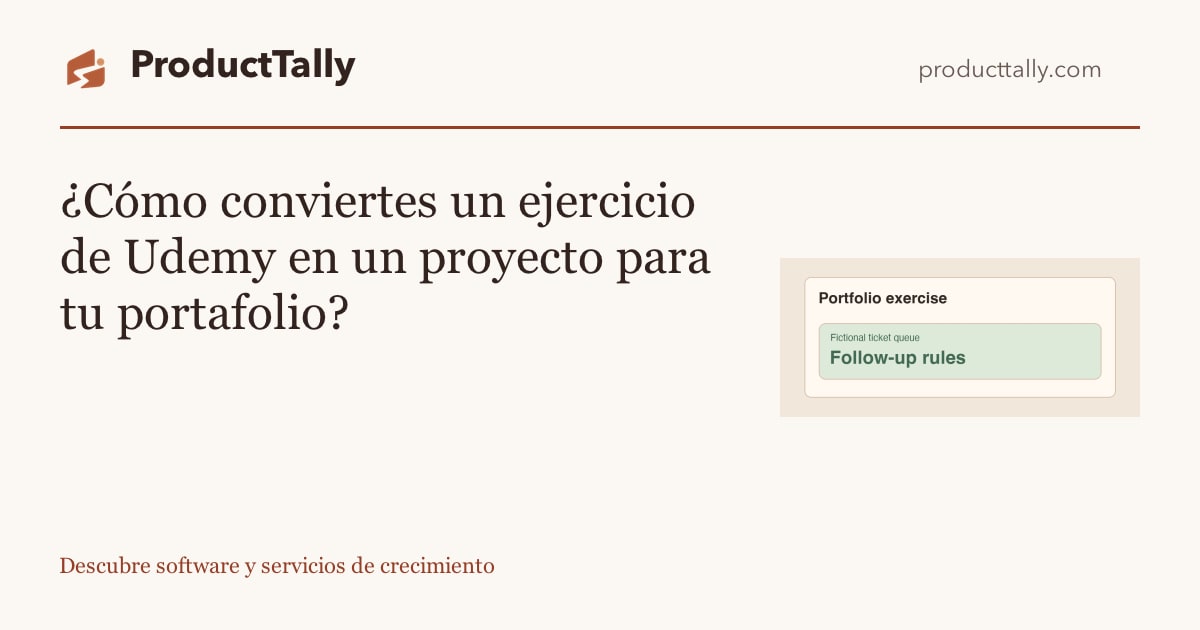 ProductTally
producttally.com
¿Cómo conviertes un ejercicio
de Udemy en un proyecto para
tu portafolio?
Portfolio exercise
Fictional ticket queue
Follow-up rules
Descubre software y servicios de crecimiento